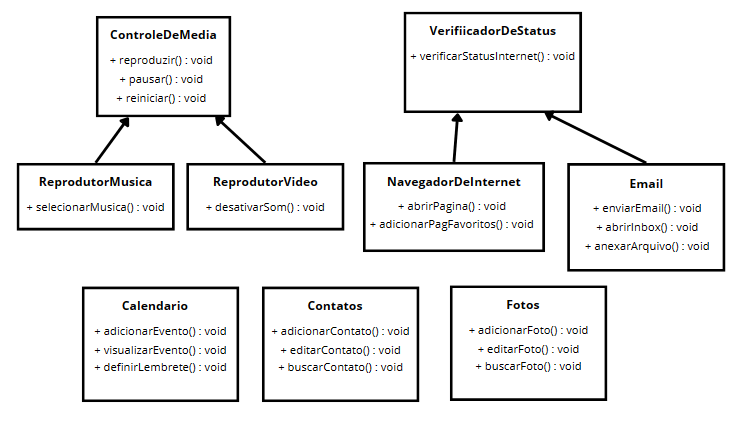 ControleDeMedia
+ reproduzir() : void
+ pausar() : void
+ reiniciar() : void
VerifiicadorDeStatus
+ verificarStatusInternet() : void
ReprodutorMusica
+ selecionarMusica() : void
ReprodutorVideo
+ desativarSom() : void
NavegadorDeInternet
+ abrirPagina() : void
+ adicionarPagFavoritos() : void
Email
+ enviarEmail() : void
+ abrirInbox() : void
+ anexarArquivo() : void
Calendario
+ adicionarEvento() : void
+ visualizarEvento() : void
+ definirLembrete() : void
Contatos
+ adicionarContato() : void
+ editarContato() : void
+ buscarContato() : void
Fotos
+ adicionarFoto() : void
+ editarFoto() : void
+ buscarFoto() : void